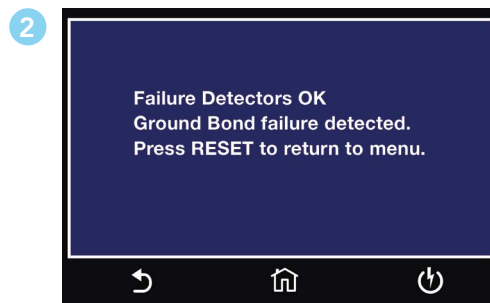 2
Failure Detectors OK
Ground Bond failure detected.
Press RESET to return to menu.